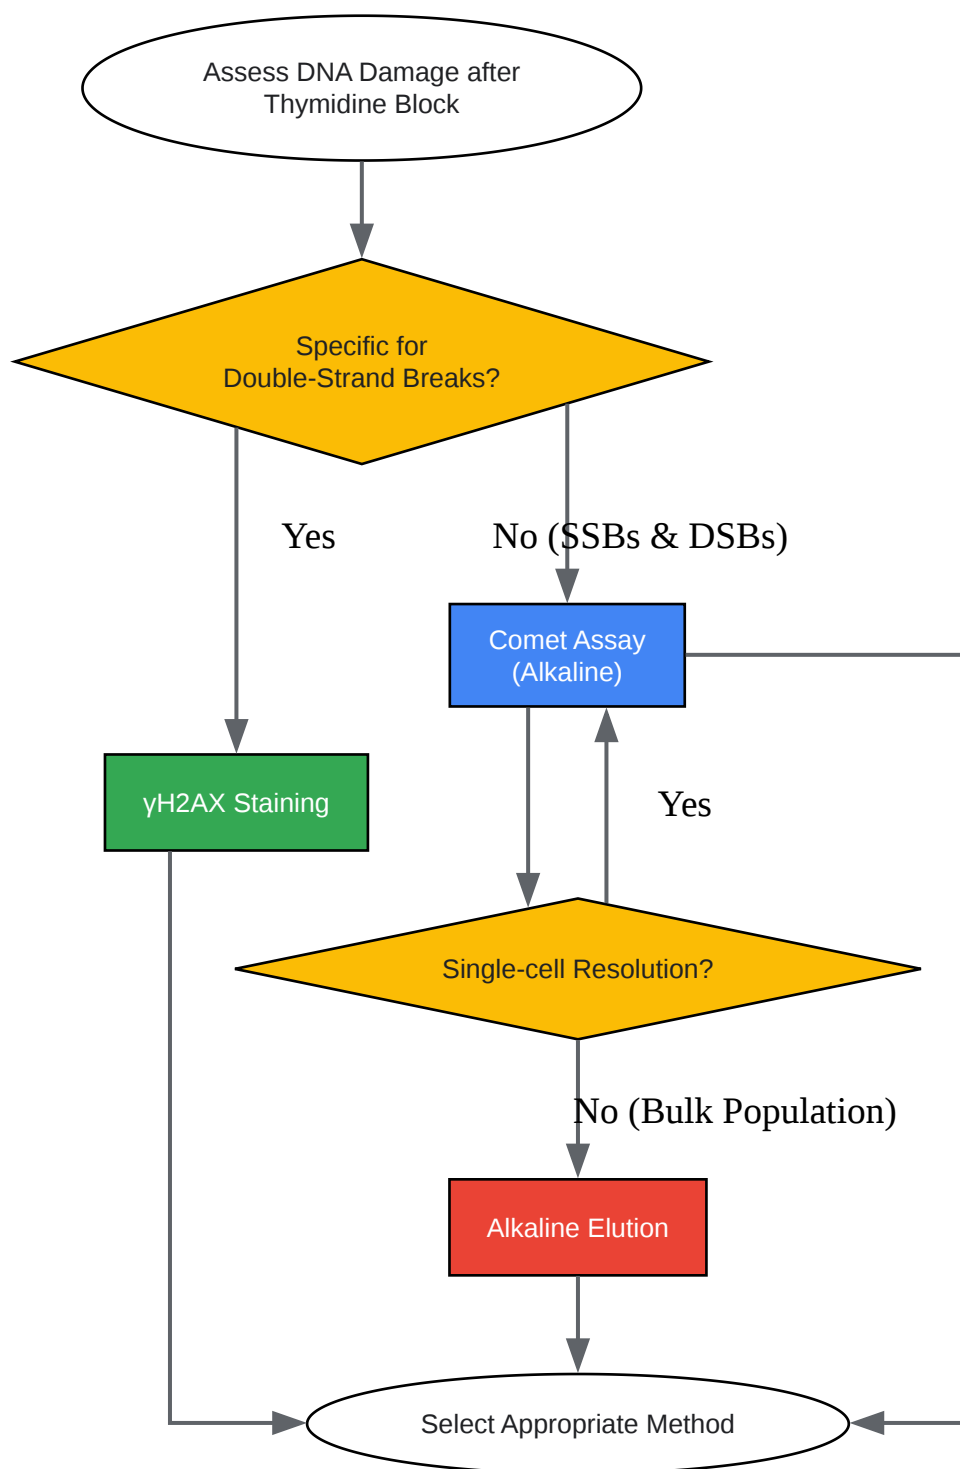 Assess DNA Damage after
Thymidine Block
Specific for
Double-Strand Breaks?
Yes
No (SSBs & DSBs)
Comet Assay
(Alkaline)
γH2AX Staining
Yes
Single-cell Resolution?
No (Bulk Population)
Alkaline Elution
Select Appropriate Method